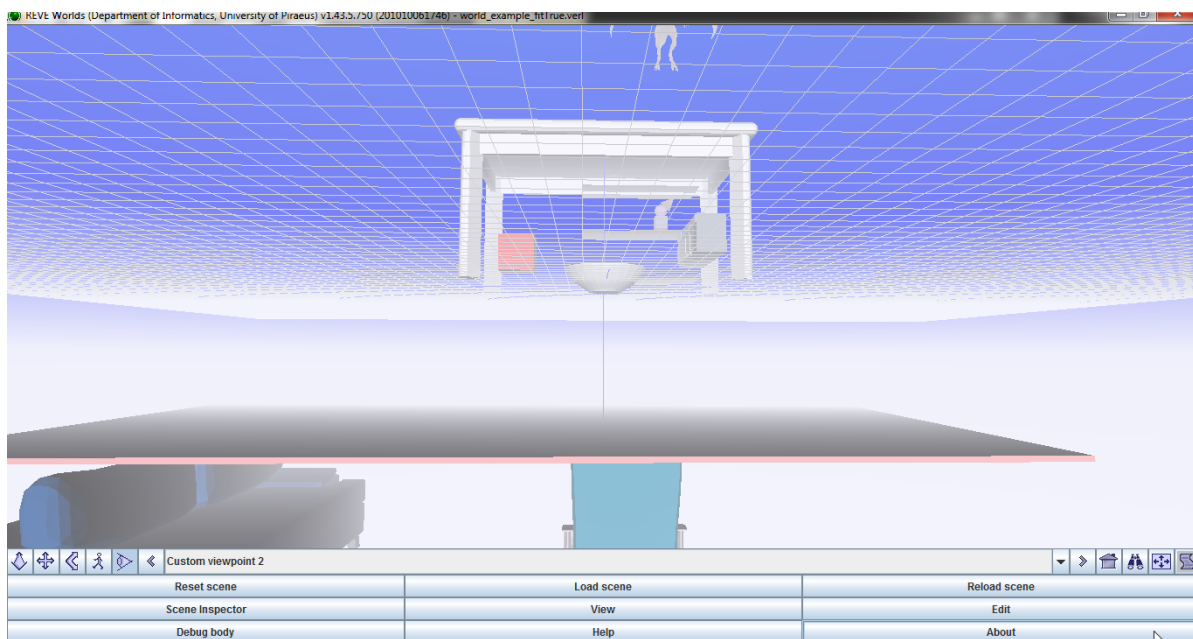 REVE Worlds (Department of Informatics, University of Piraeus) v1.43.5.750 (201010061746) - world_example_fitTrue.verl
Custom viewpoint 2
Reset scene
Load scene
Reload scene
Scene Inspector
View
Edit
Debug body
Help
About